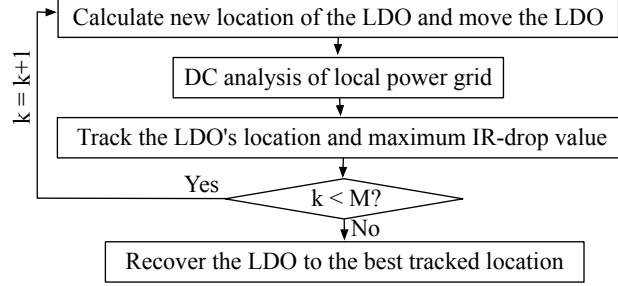 Calculate new location of the LDO and move the LDO
k = k+1
DC analysis of local power grid
Track the LDO's location and maximum IR-drop value
Yes
k < M?
No
Recover the LDO to the best tracked location